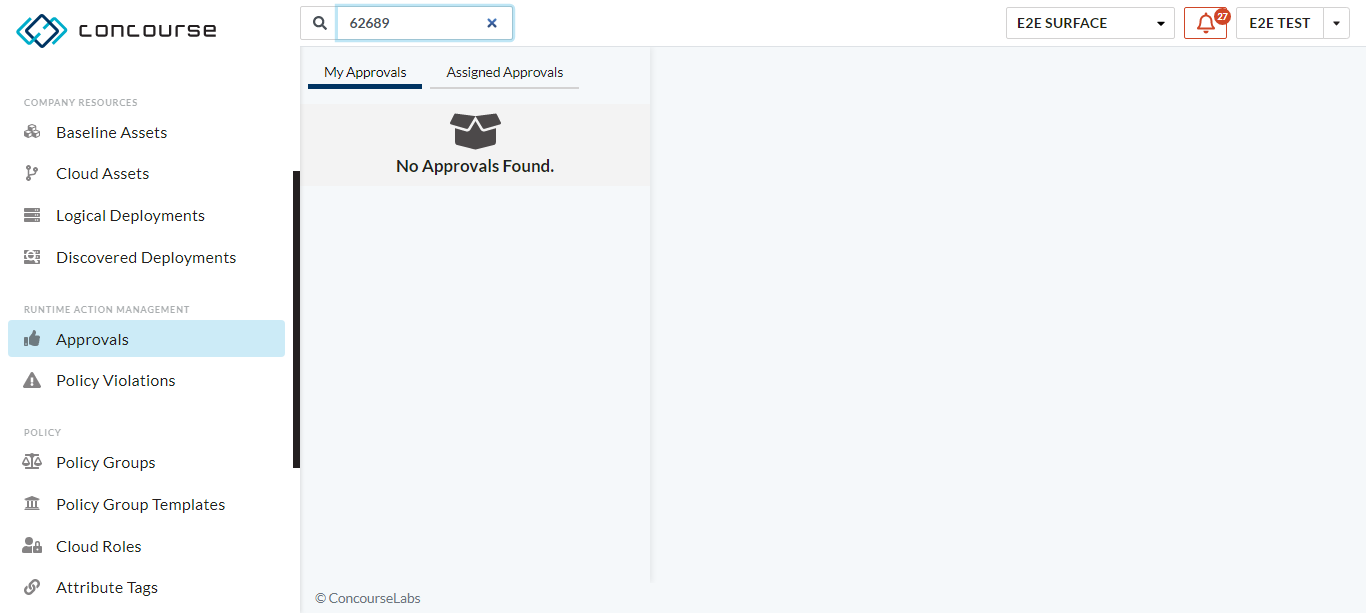 concourse
62689
E2E SURFACE
27
E2E TEST
My Approvals
Assigned Approvals
No Approvals Found.
COMPANY RESOURCES
Baseline Assets
Cloud Assets
Logical Deployments
Discovered Deployments
RUNTIME ACTION MANAGEMENT
Approvals
Policy Violations
POLICY
Policy Groups
Policy Group Templates
Cloud Roles
Attribute Tags
© ConcourseLabs